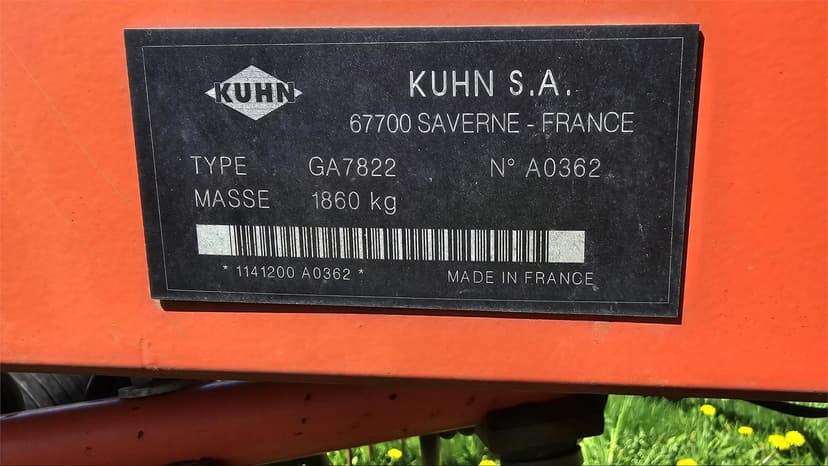 KUHN
KUHN S.A.
67700 SAVERNE - FRANCE
TYPE GA7822 N° A0362
MASSE 1860 kg
* 1141200 A0362 * MADE IN FRANCE